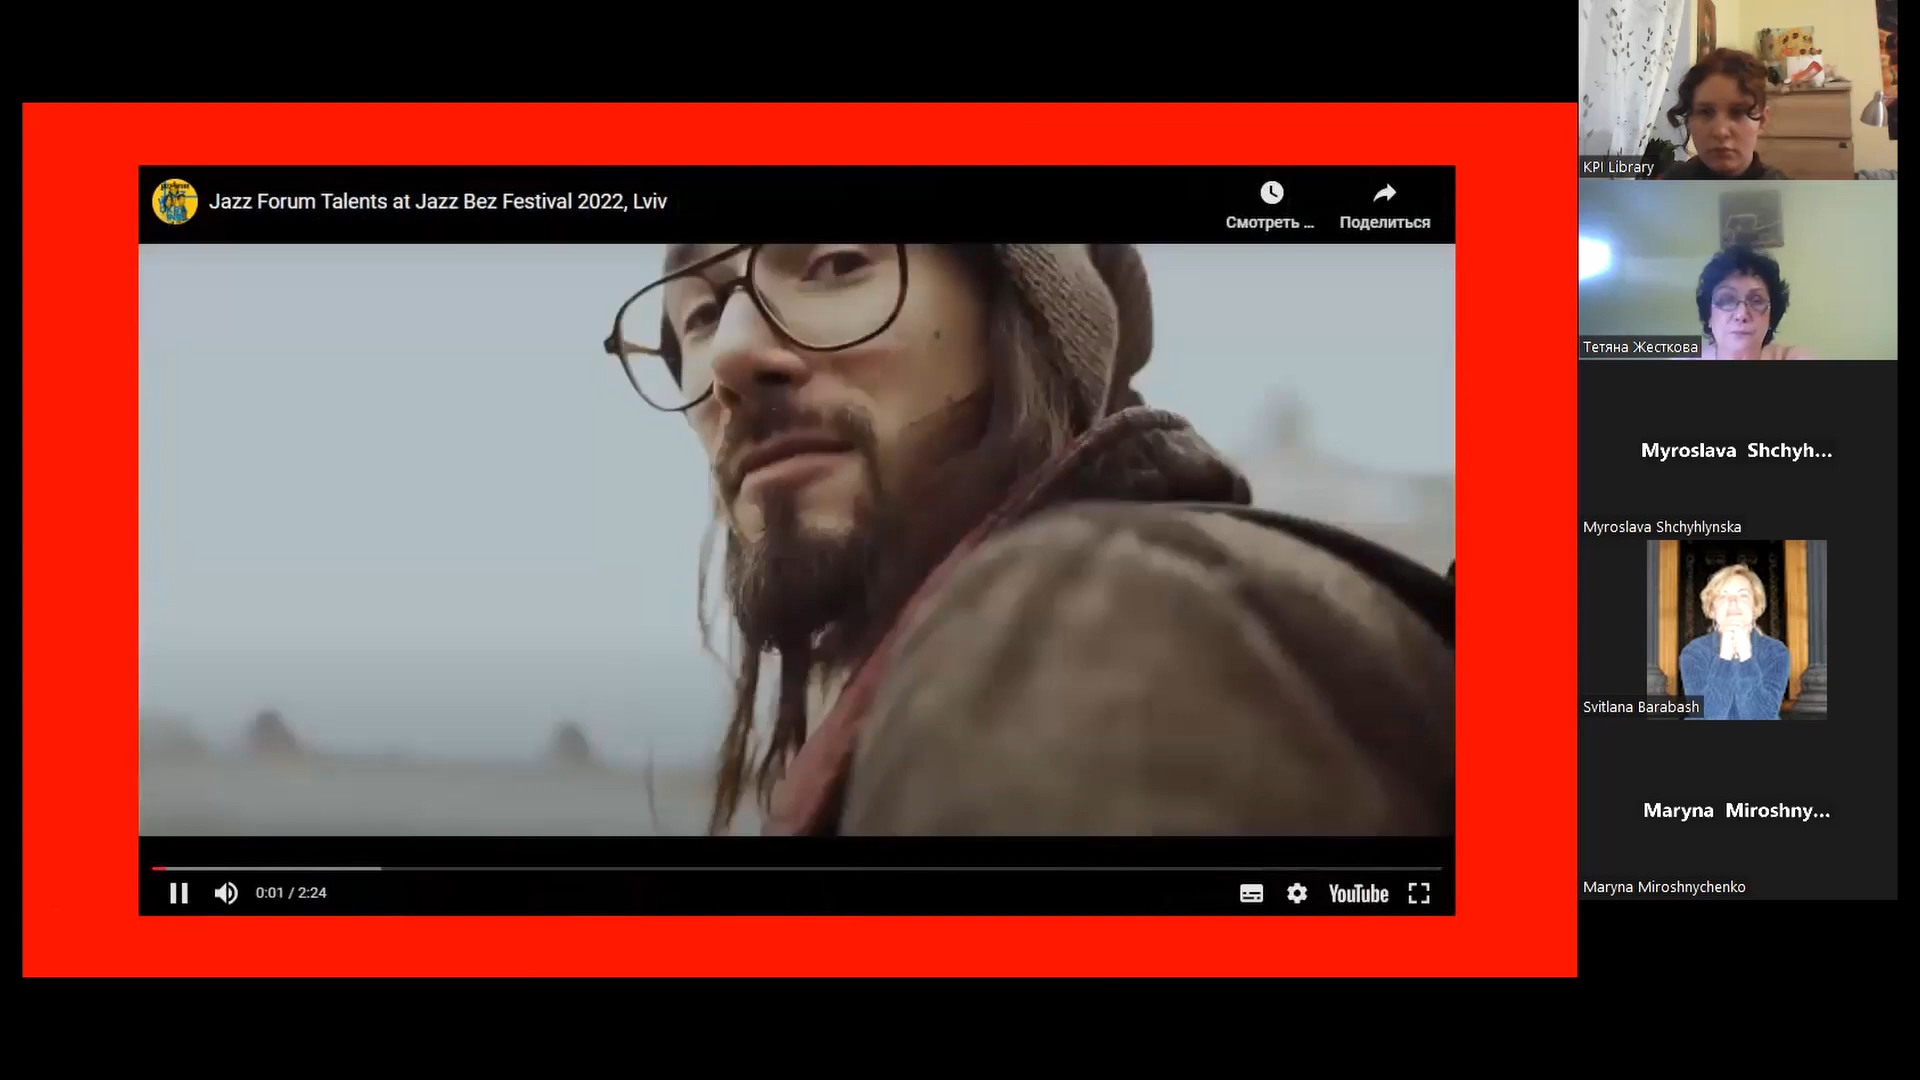 Jazz Forum Talents at Jazz Bez Festival 2022, Lviv
Смотреть ...
Поделиться
0:01 / 2:24
YouTube
KPI Library
Тетяна Жесткова
Myroslava Shchyh...
Myroslava Shchyhlynska
Svitlana Barabash
Maryna Miroshny...
Maryna Miroshnychenko